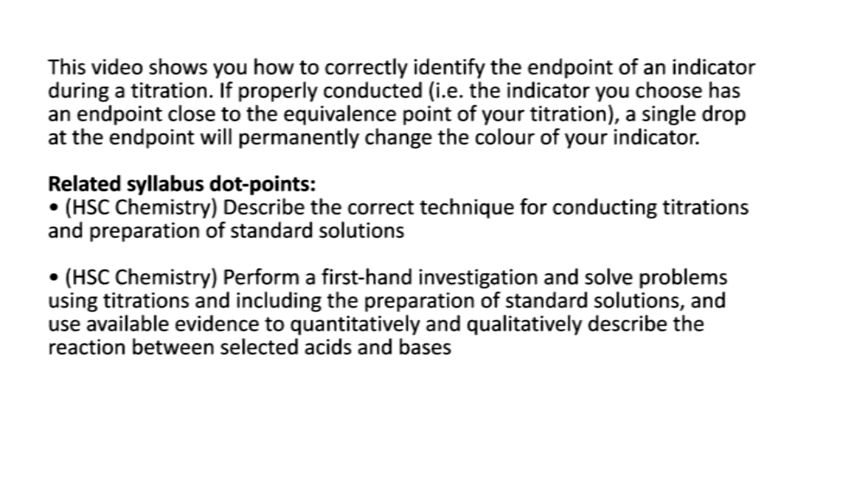 This video shows you how to correctly identify the endpoint of an indicator
during a titration. If properly conducted (i.e. the indicator you choose has
an endpoint close to the equivalence point of your titration), a single drop
at the endpoint will permanently change the colour of your indicator.
Related syllabus dot-points:
• (HSC Chemistry) Describe the correct technique for conducting titrations
and preparation of standard solutions
• (HSC Chemistry) Perform a first-hand investigation and solve problems
using titrations and including the preparation of standard solutions, and
use available evidence to quantitatively and qualitatively describe the
reaction between selected acids and bases